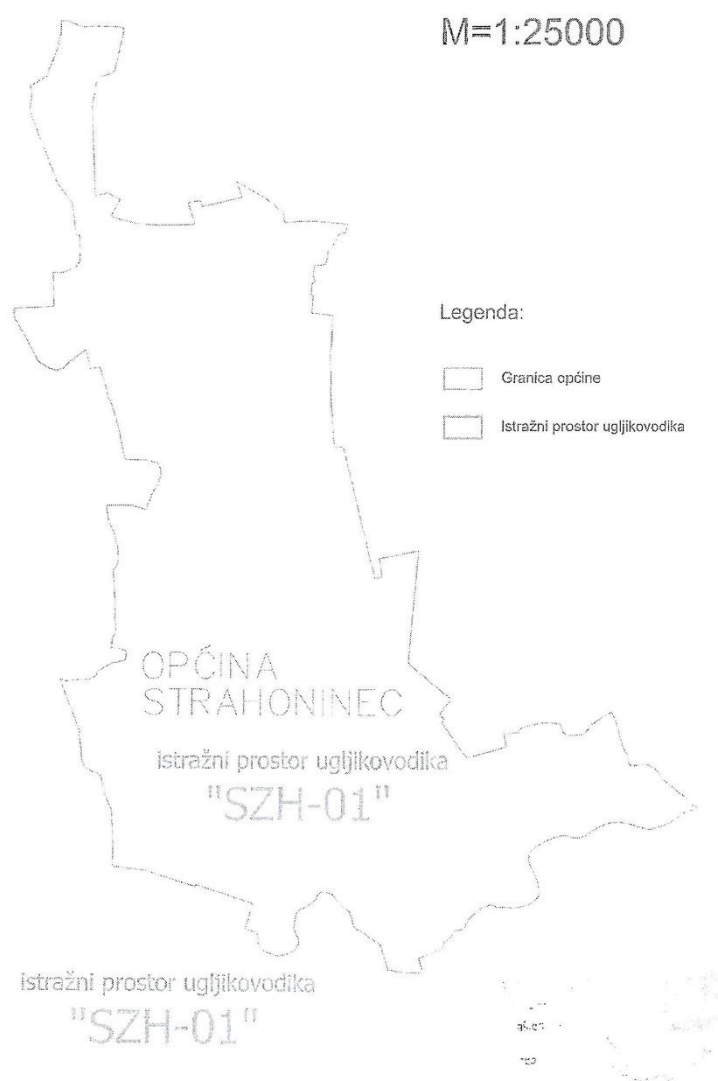 M=1:25000
Legenda:
Granica općine
Istražni prostor ugljikovodika
OPĆINA
STRAHONINEC
istražni prostor ugljikovodika
"SZH-01"
istražni prostor ugljikovodika
"SZH-01"